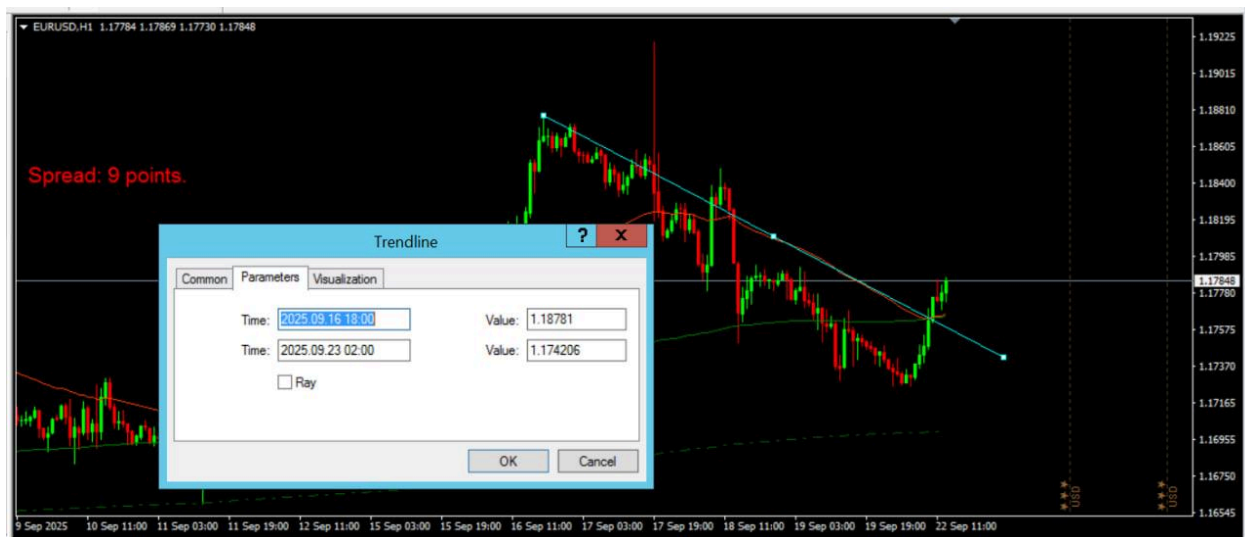 EURUSD,H1 1.17784 1.17869 1.17730 1.17848
1.19225
1.19015
1.18810
Spread: 9 points.
1.18605
1.18400
1.18195
Trendline
? X
1.17985
Common Parameters Visualization
1.17848
1.17780
Time: 2025.09.16 18:00 Value: 1.18781
1.17575
Time: 2025.09.23 02:00 Value: 1.174206
1.17370
Ray
1.17165
1.16955
OK Cancel
1.16750
USD
USD
1.16545
9 Sep 2025 10 Sep 11:00 11 Sep 03:00 11 Sep 19:00 12 Sep 11:00 15 Sep 03:00 15 Sep 19:00 16 Sep 11:00 17 Sep 03:00 17 Sep 19:00 18 Sep 11:00 19 Sep 03:00 19 Sep 19:00 22 Sep 11:00